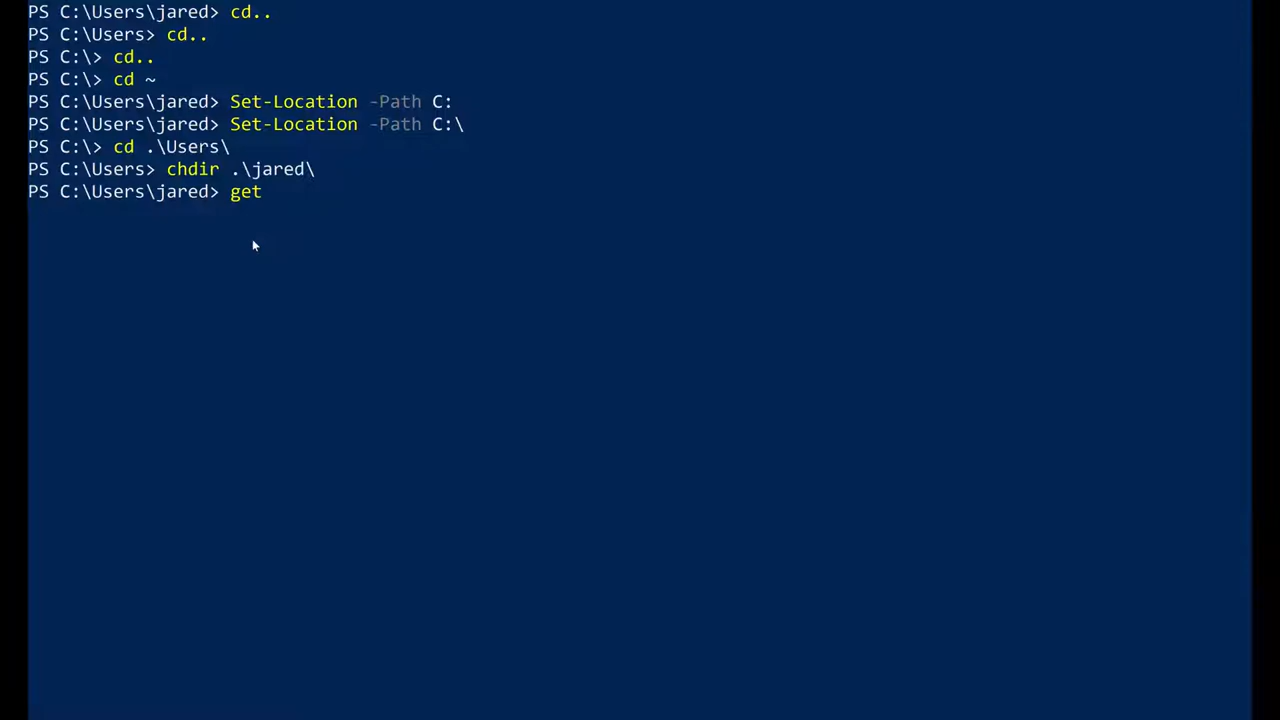 PS C:\Users\jared> cd..
PS C:\Users> cd..
PS C:\> cd..
PS C:\> cd ~
PS C:\Users\jared> Set-Location -Path C:
PS C:\Users\jared> Set-Location -Path C:\
PS C:\> cd .\Users\
PS C:\Users> chdir .\jared\
PS C:\Users\jared> get